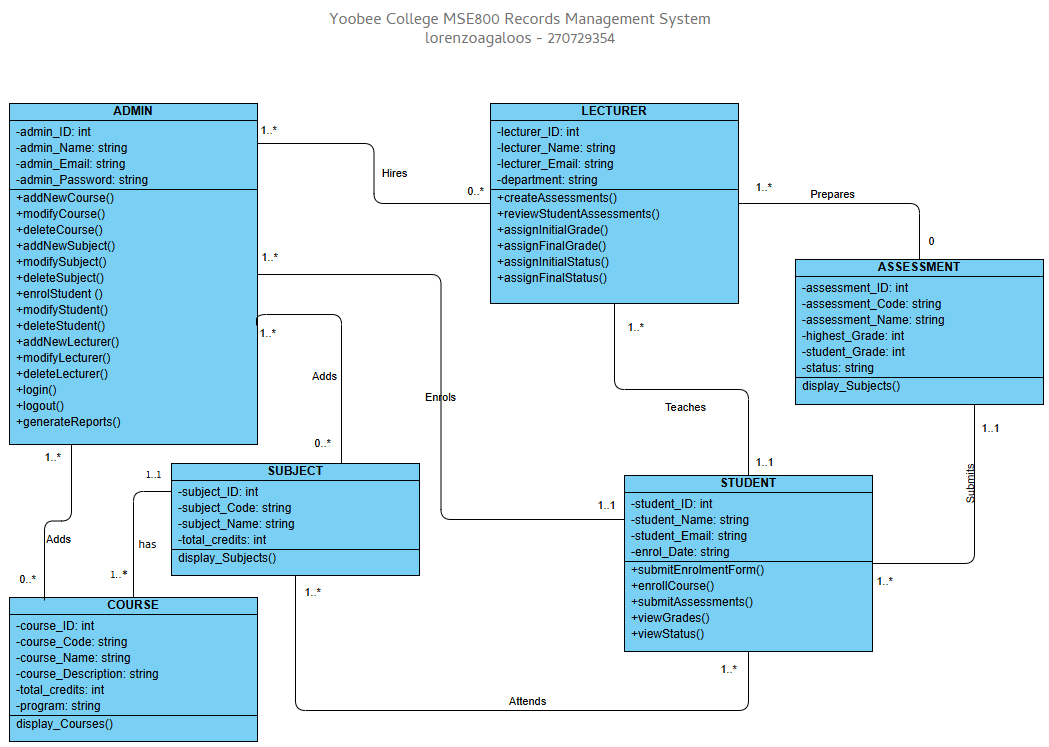 Yoobee College MSE800 Records Management System
lorenzoagaloos - 270729354
ADMIN
-admin_ID: int
-admin_Name: string
-admin_Email: string
-admin_Password: string
+addNewCourse()
+modifyCourse()
+deleteCourse()
+addNewSubject()
+modifySubject()
+deleteSubject()
+enrolStudent ()
+modifyStudent()
+deleteStudent()
+addNewLecturer()
+modifyLecturer()
+deleteLecturer()
+login()
+logout()
+generateReports()
1..*
Hires
0..*
LECTURER
-lecturer_ID: int
-lecturer_Name: string
-lecturer_Email: string
-department: string
+createAssessments()
+reviewStudentAssessments()
+assignInitialGrade()
+assignFinalGrade()
+assignInitialStatus()
+assignFinalStatus()
1..*
Prepares
0
ASSESSMENT
-assessment_ID: int
-assessment_Code: string
-assessment_Name: string
-highest_Grade: int
-student_Grade: int
-status: string
display_Subjects()
1..*
Enrols
1..1
1..*
Adds
0..*
1..*
Teaches
1..1
1..1
Submits
1..*
1..*
Adds
0..*
1..1
has
1..*
SUBJECT
-subject_ID: int
-subject_Code: string
-subject_Name: string
-total_credits: int
display_Subjects()
1..*
Attends
1..*
STUDENT
-student_ID: int
-student_Name: string
-student_Email: string
-enrol_Date: string
+submitEnrolmentForm()
+enrollCourse()
+submitAssessments()
+viewGrades()
+viewStatus()
COURSE
-course_ID: int
-course_Code: string
-course_Name: string
-course_Description: string
-total_credits: int
-program: string
display_Courses()